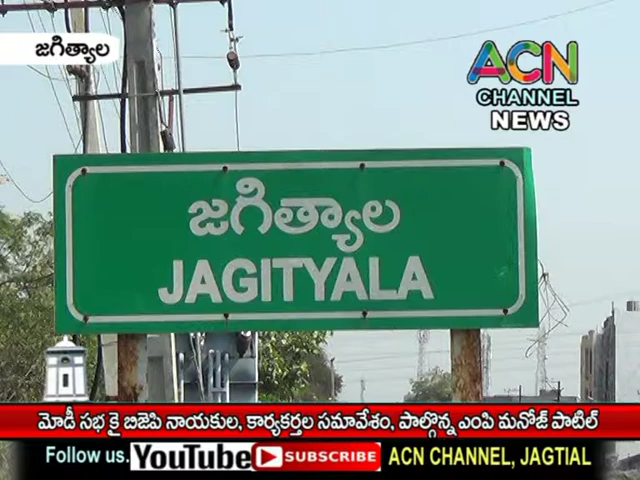 జగిత్యాల
ACN
CHANNEL
NEWS
జగిత్యాల
JAGITYALA
మోడీ సభ కై బిజెపి నాయకుల, కార్యకర్తల సమావేశం, పాల్గొన్న ఎంపి మనోజ్ పాటిల్
Follow us. YouTube SUBSCRIBE ACN CHANNEL, JAGTIAL